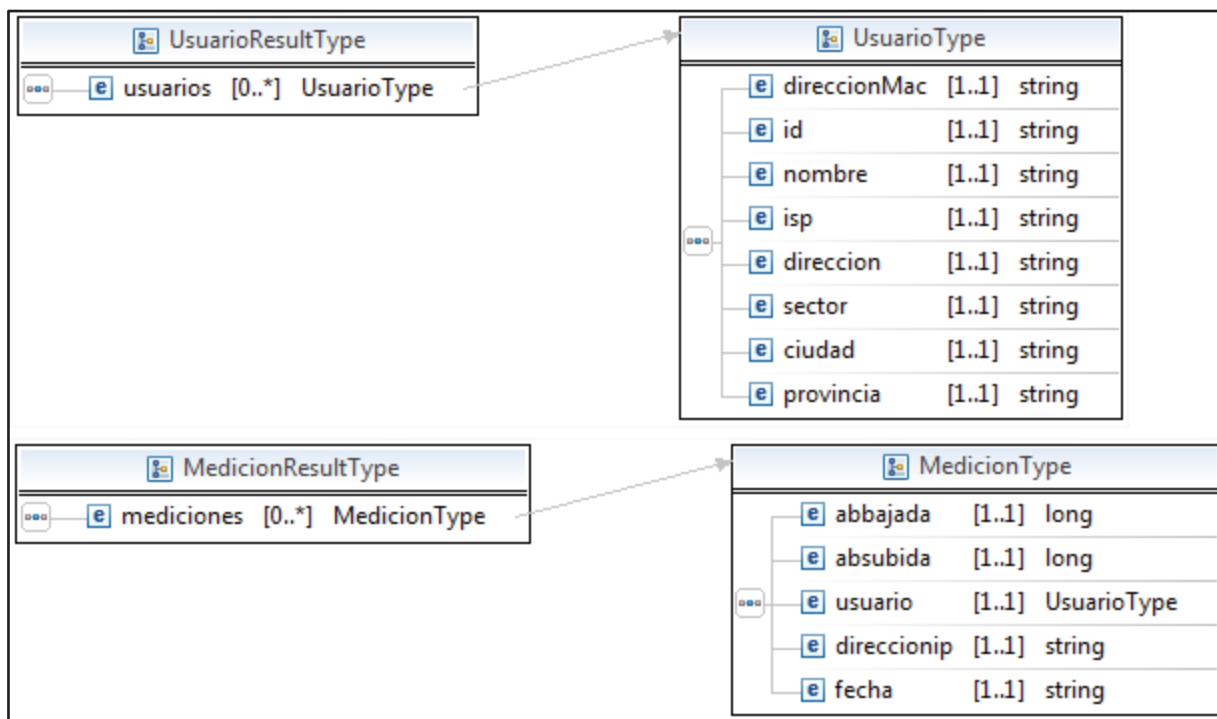 UsuarioResultType
e usuarios [0..*] UsuarioType
UsuarioType
e direccionMac [1..1] string
e id [1..1] string
e nombre [1..1] string
e isp [1..1] string
e direccion [1..1] string
e sector [1..1] string
e ciudad [1..1] string
e provincia [1..1] string
MedicionResultType
e mediciones [0..*] MedicionType
MedicionType
e abbajada [1..1] long
e absubida [1..1] long
e usuario [1..1] UsuarioType
e direccionip [1..1] string
e fecha [1..1] string